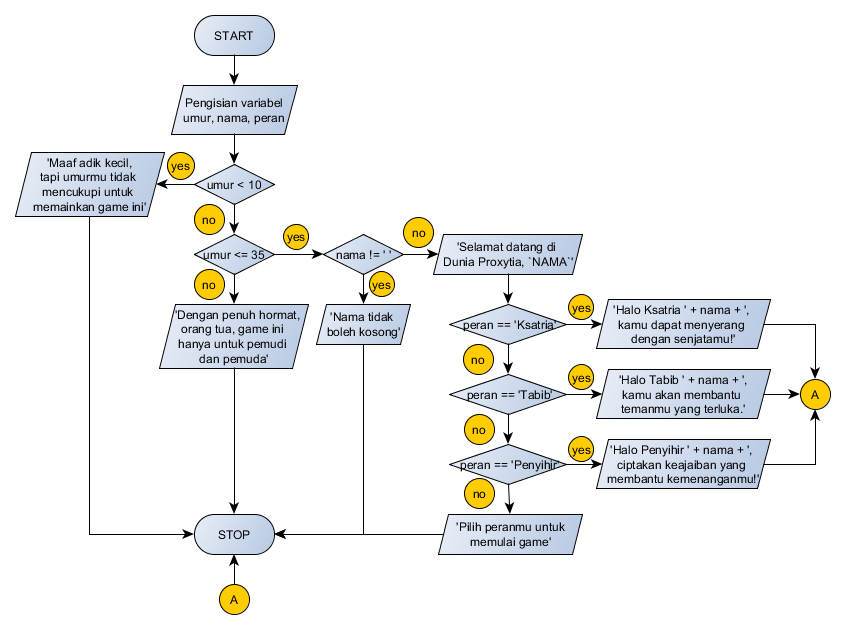 START
Pengisian variabel
umur, nama, peran
'Maaf adik kecil,
tapi umurmu tidak
mencukupi untuk
memainkan game ini'
yes
umur < 10
no
umur <= 35
yes
nama != ' '
no
'Selamat datang di
Dunia Proxytia, `NAMA`'
no
yes
'Dengan penuh hormat,
orang tua, game ini
hanya untuk pemudi
dan pemuda'
'Nama tidak
boleh kosong'
peran == 'Ksatria'
yes
'Halo Ksatria ' + nama + ',
kamu dapat menyerang
dengan senjatamu!'
no
peran == 'Tabib'
yes
'Halo Tabib ' + nama + ',
kamu akan membantu
temanmu yang terluka.'
A
no
peran == 'Penyihir'
yes
'Halo Penyihir ' + nama + ',
ciptakan keajaiban yang
membantu kemenanganmu!'
no
'Pilih peranmu untuk
memulai game'
STOP
A